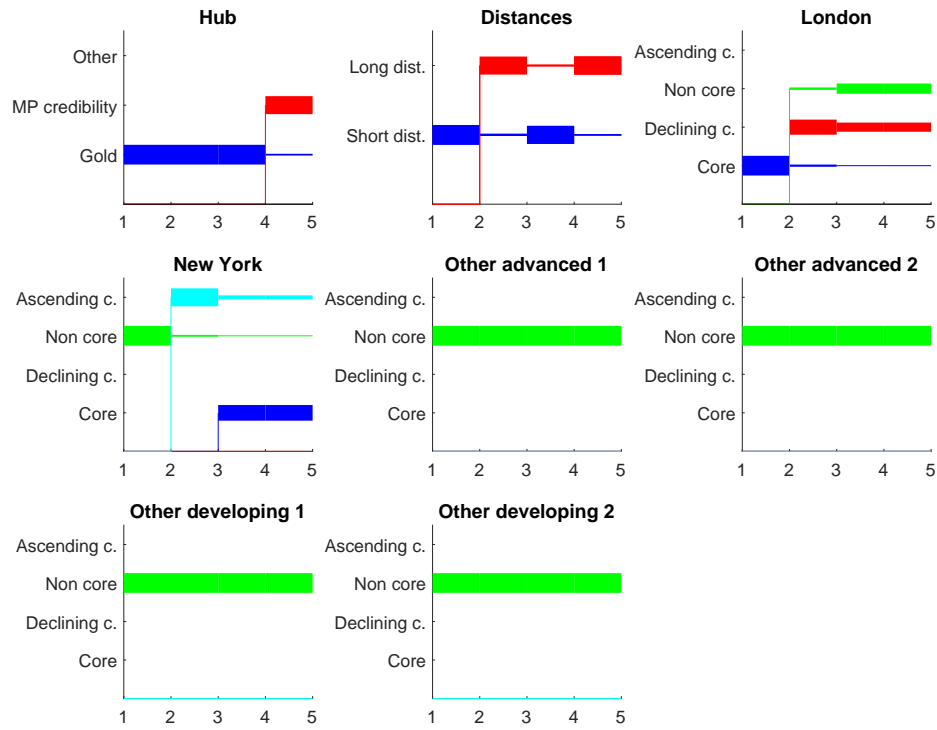 Hub
Other
MP credibility
Gold
1 2 3 4 5
Distances
Long dist.
Short dist.
1 2 3 4 5
London
Ascending c.
Non core
Declining c.
Core
1 2 3 4 5
New York
Ascending c.
Non core
Declining c.
Core
1 2 3 4 5
Other advanced 1
Ascending c.
Non core
Declining c.
Core
1 2 3 4 5
Other advanced 2
Ascending c.
Non core
Declining c.
Core
1 2 3 4 5
Other developing 1
Ascending c.
Non core
Declining c.
Core
1 2 3 4 5
Other developing 2
Ascending c.
Non core
Declining c.
Core
1 2 3 4 5